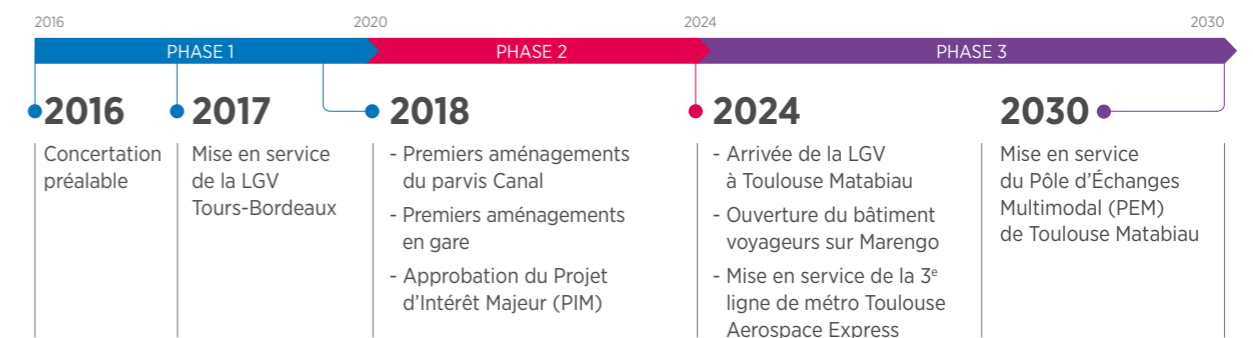 2016
2020
2024
2030
PHASE 1
PHASE 2
PHASE 3
2016
Concertation
préalable
2017
Mise en service
de la LGV
Tours-Bordeaux
2018
- Premiers aménagements
du parvis Canal
- Premiers aménagements
en gare
- Approbation du Projet
d’Intérêt Majeur (PIM)
2024
- Arrivée de la LGV
à Toulouse Matabiau
- Ouverture du bâtiment
voyageurs sur Marengo
- Mise en service de la 3e
ligne de métro Toulouse
Aerospace Express
2030
Mise en service
du Pôle d’Échanges
Multimodal (PEM)
de Toulouse Matabiau